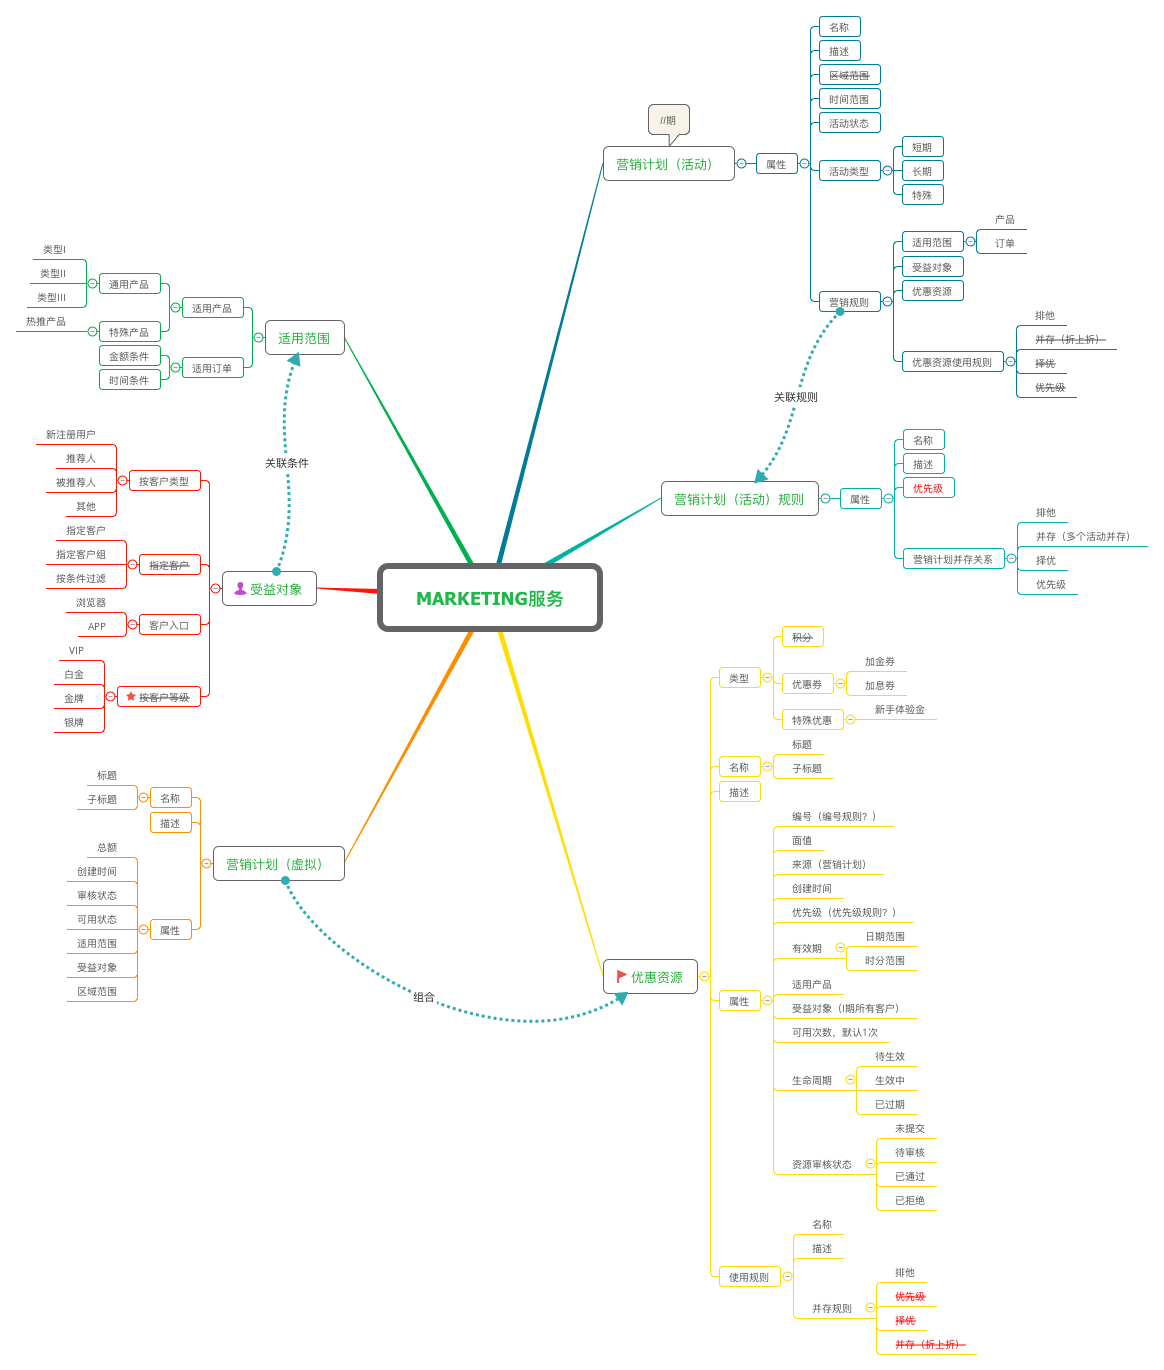 MARKETING服务
//期
营销计划（活动）
属性
名称
描述
区域范围
时间范围
活动状态
活动类型
短期
长期
特殊
营销规则
适用范围
产品
订单
受益对象
优惠资源
优惠资源使用规则
排他
并存（折上折）
择优
优先级
关联规则
营销计划（活动）规则
属性
名称
描述
优先级
营销计划并存关系
排他
并存（多个活动并存）
择优
优先级
优惠资源
类型
积分
优惠券
加金券
加息券
特殊优惠
新手体验金
名称
标题
子标题
描述
属性
编号（编号规则？）
面值
来源（营销计划）
创建时间
优先级（优先级规则？）
有效期
日期范围
时分范围
适用产品
受益对象（I期所有客户）
可用次数，默认1次
生命周期
待生效
生效中
已过期
资源审核状态
未提交
待审核
已通过
已拒绝
使用规则
名称
描述
并存规则
排他
优先级
择优
并存（折上折）
适用范围
适用产品
通用产品
类型I
类型II
类型III
特殊产品
热推产品
适用订单
金额条件
时间条件
关联条件
受益对象
按客户类型
新注册用户
推荐人
被推荐人
其他
指定客户
指定客户
指定客户组
按条件过滤
客户入口
浏览器
APP
按客户等级
VIP
白金
金牌
银牌
营销计划（虚拟）
名称
标题
子标题
描述
属性
总额
创建时间
审核状态
可用状态
适用范围
受益对象
区域范围
组合